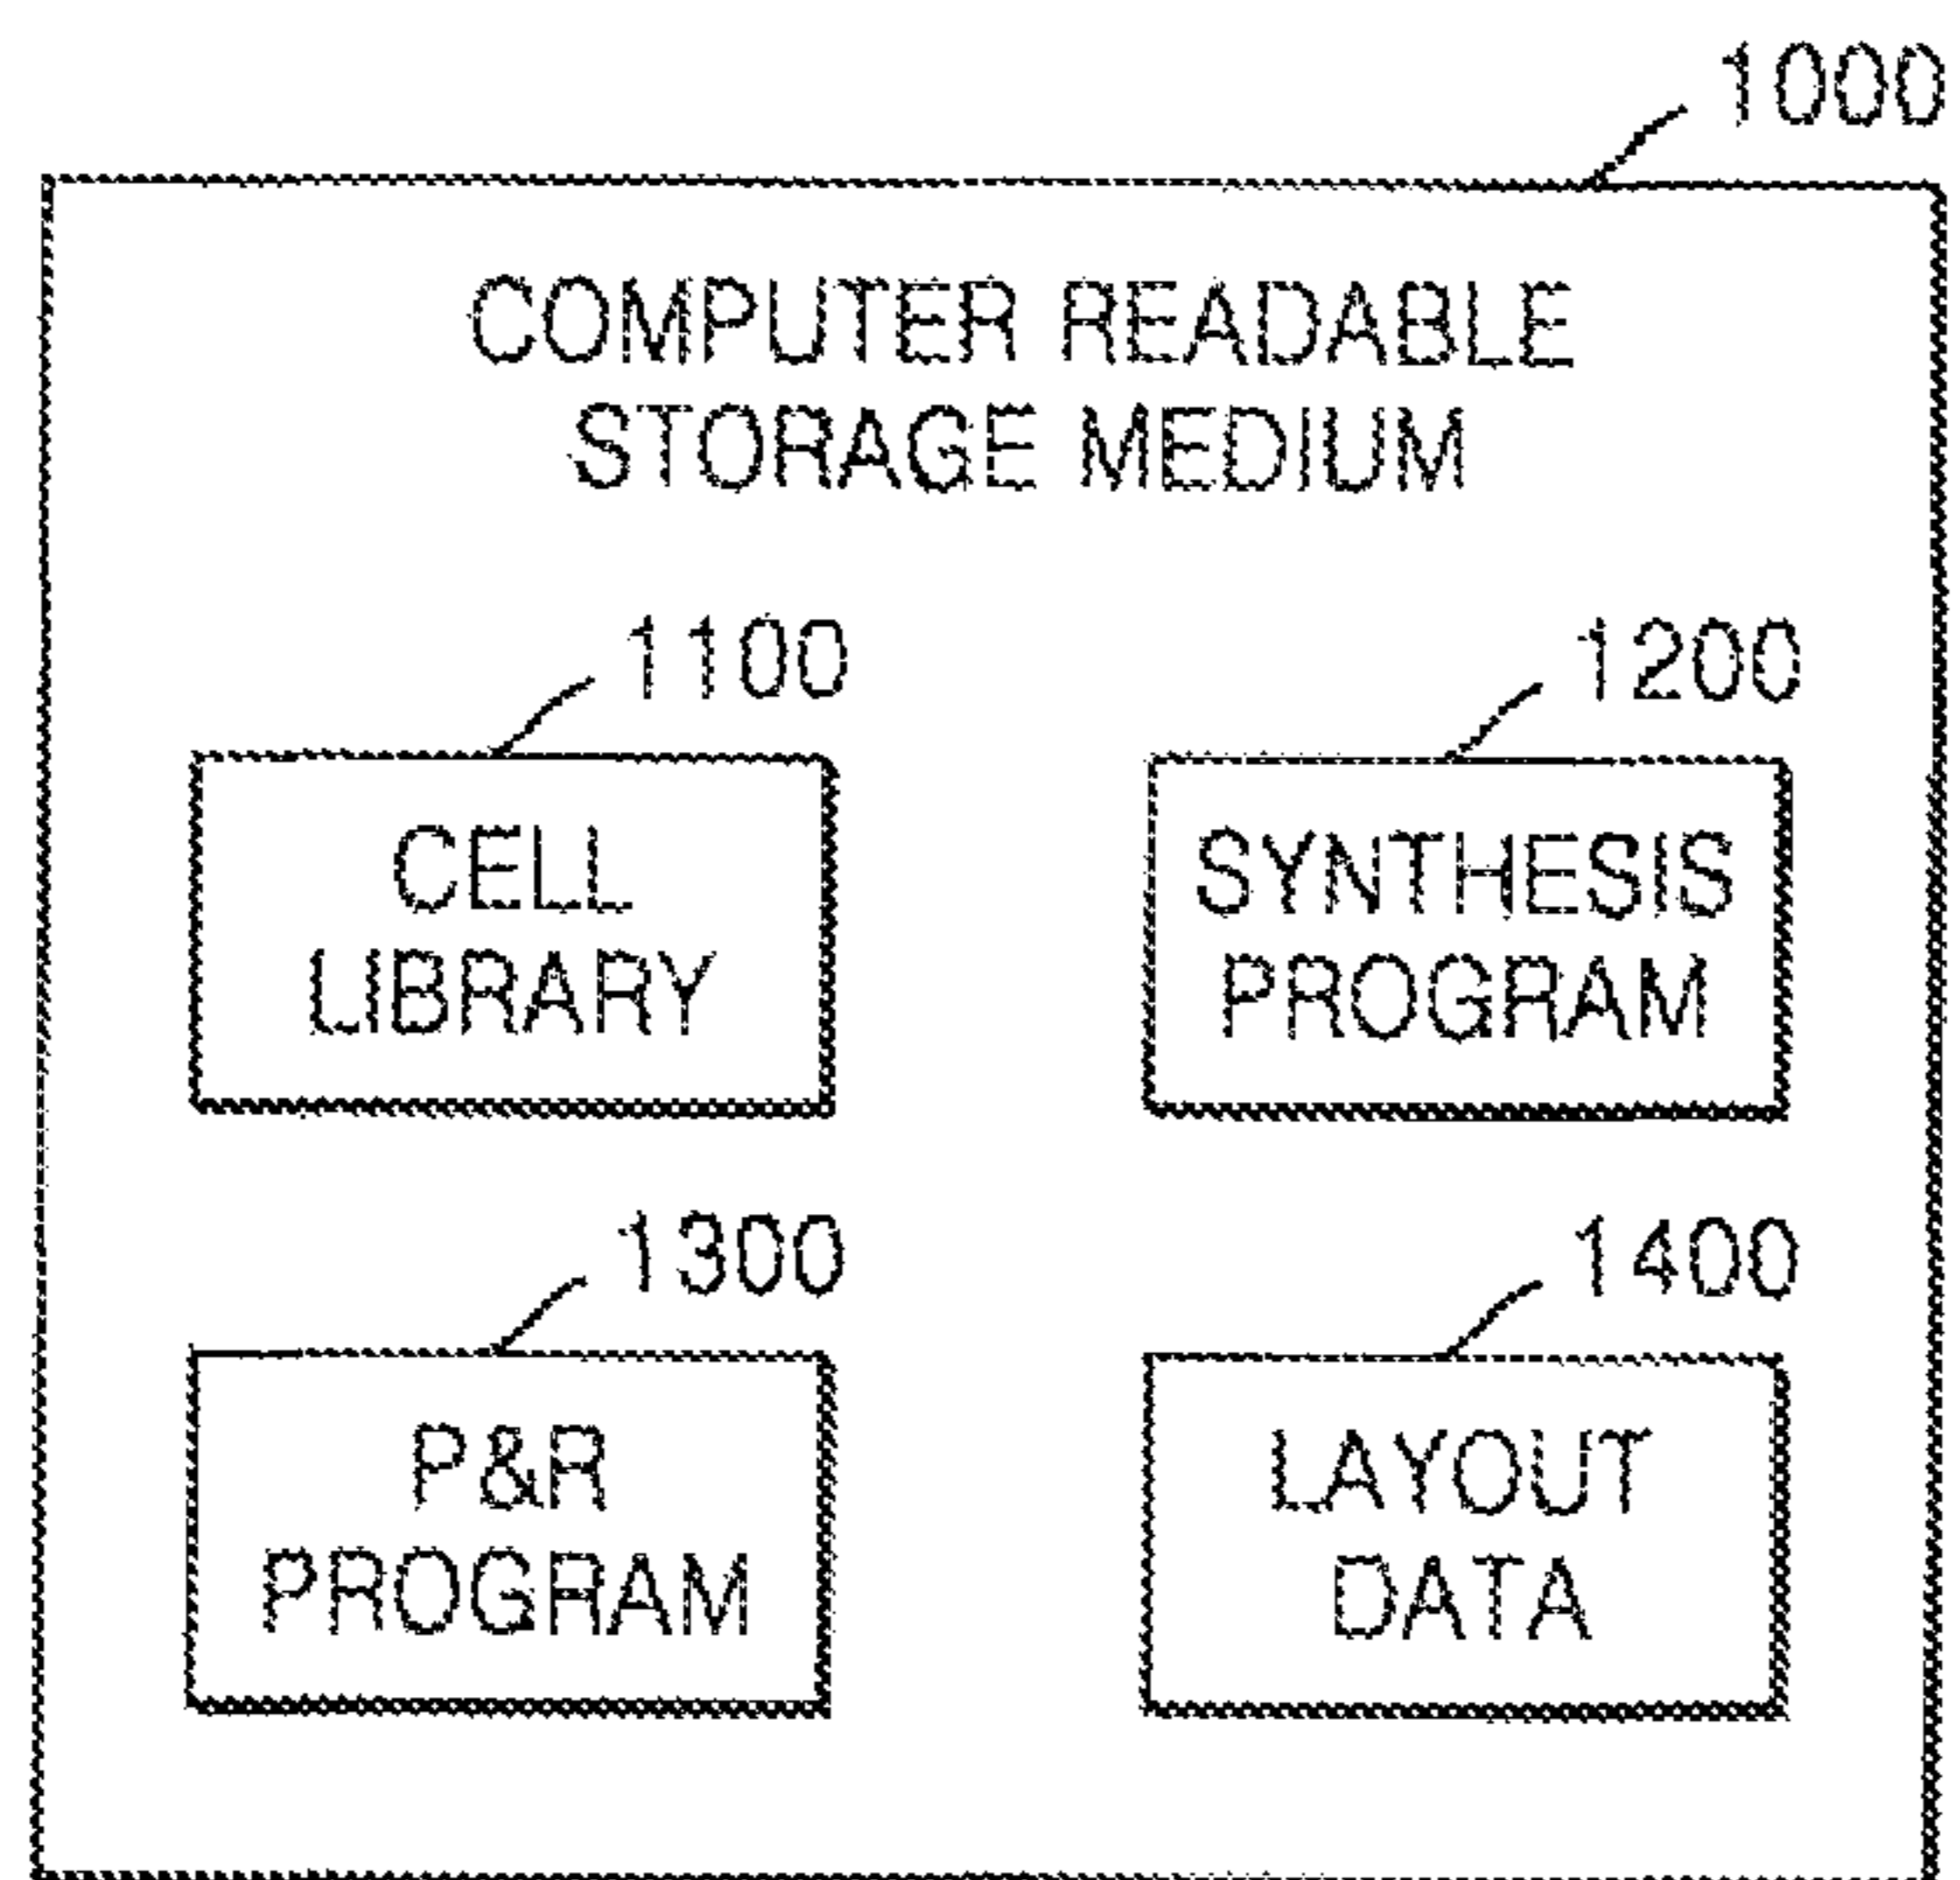 1000
COMPUTER READABLE
STORAGE MEDIUM
1100
1200
CELL
LIBRARY
SYNTHESIS
PROGRAM
1300
1400
P&R
PROGRAM
LAYOUT
DATA